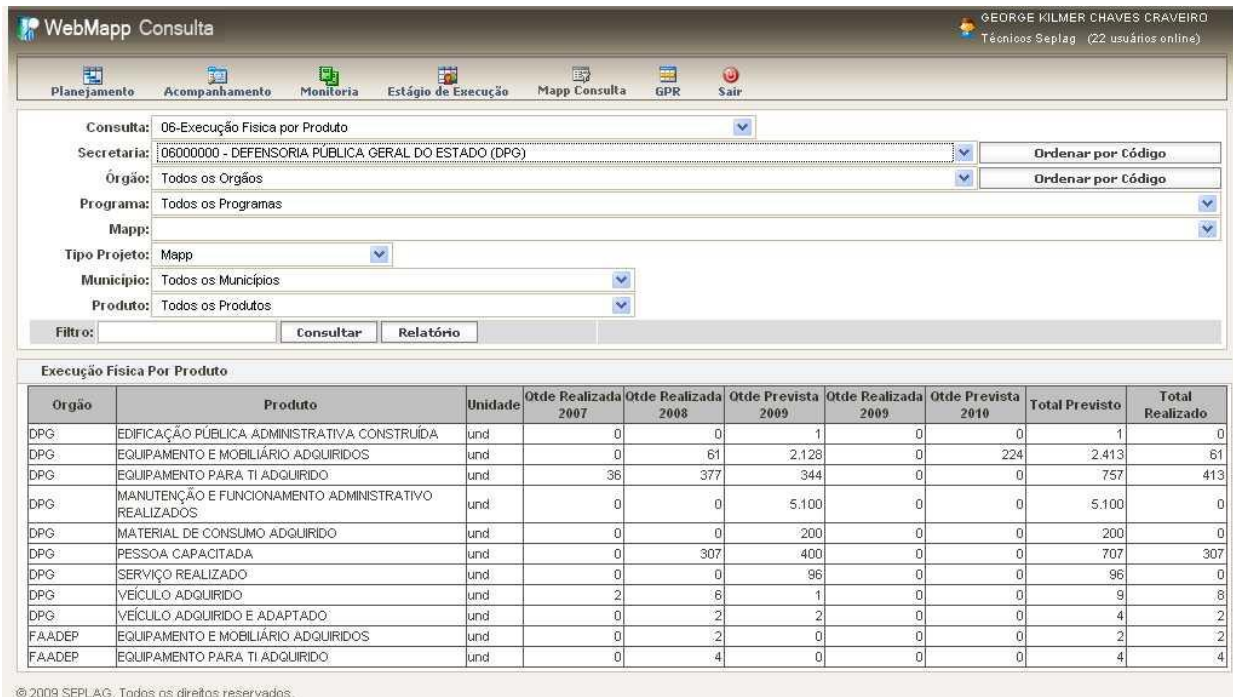 WebMapp Consulta
GEORGE KILMER CHAVES CRAVEIRO
Técnicos Seplag (22 usuários online)
Planejamento Acompanhamento Monitoria Estágio de Execução Mapp Consulta GPR Sair
Consulta: 06-Execução Fisica por Produto
Secretaria: 06000000 - DEFENSORIA PÚBLICA GERAL DO ESTADO (DPG) Ordenar por Código
Órgão: Todos os Orgãos Ordenar por Código
Programa: Todos os Programas
Mapp:
Tipo Projeto: Mapp
Município: Todos os Municípios
Produto: Todos os Produtos
Filtro: Consultar Relatório
Execução Fisica Por Produto
Orgão Produto Unidade Qtde Realizada 2007 Qtde Realizada 2008 Qtde Prevista 2009 Qtde Realizada 2009 Qtde Prevista 2010 Total Previsto Total Realizado
DPG EDIFICAÇÃO PÚBLICA ADMINISTRATIVA CONSTRUÍDA und 0 0 1 0 0 1 0
DPG EQUIPAMENTO E MOBILIÁRIO ADQUIRIDOS und 0 61 2.128 0 224 2.413 61
DPG EQUIPAMENTO PARA TI ADQUIRIDO und 36 377 344 0 0 757 413
DPG MANUTENÇÃO E FUNCIONAMENTO ADMINISTRATIVO REALIZADOS und 0 0 5.100 0 0 5.100 0
DPG MATERIAL DE CONSUMO ADQUIRIDO und 0 0 200 0 0 200 0
DPG PESSOA CAPACITADA und 0 307 400 0 0 707 307
DPG SERVIÇO REALIZADO und 0 0 96 0 0 96 0
DPG VEÍCULO ADQUIRIDO und 2 6 1 0 0 9 8
DPG VEÍCULO ADQUIRIDO E ADAPTADO und 0 2 2 0 0 4 2
FAADEP EQUIPAMENTO E MOBILIÁRIO ADQUIRIDOS und 0 2 0 0 0 2 2
FAADEP EQUIPAMENTO PARA TI ADQUIRIDO und 0 4 0 0 0 4 4
© 2009 SEPLAG. Todos os direitos reservados.